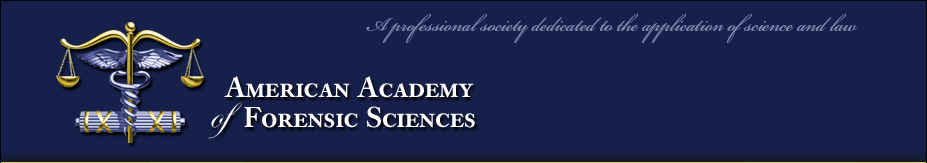 A professional society dedicated to the application of science and law
American Academy
of Forensic Sciences